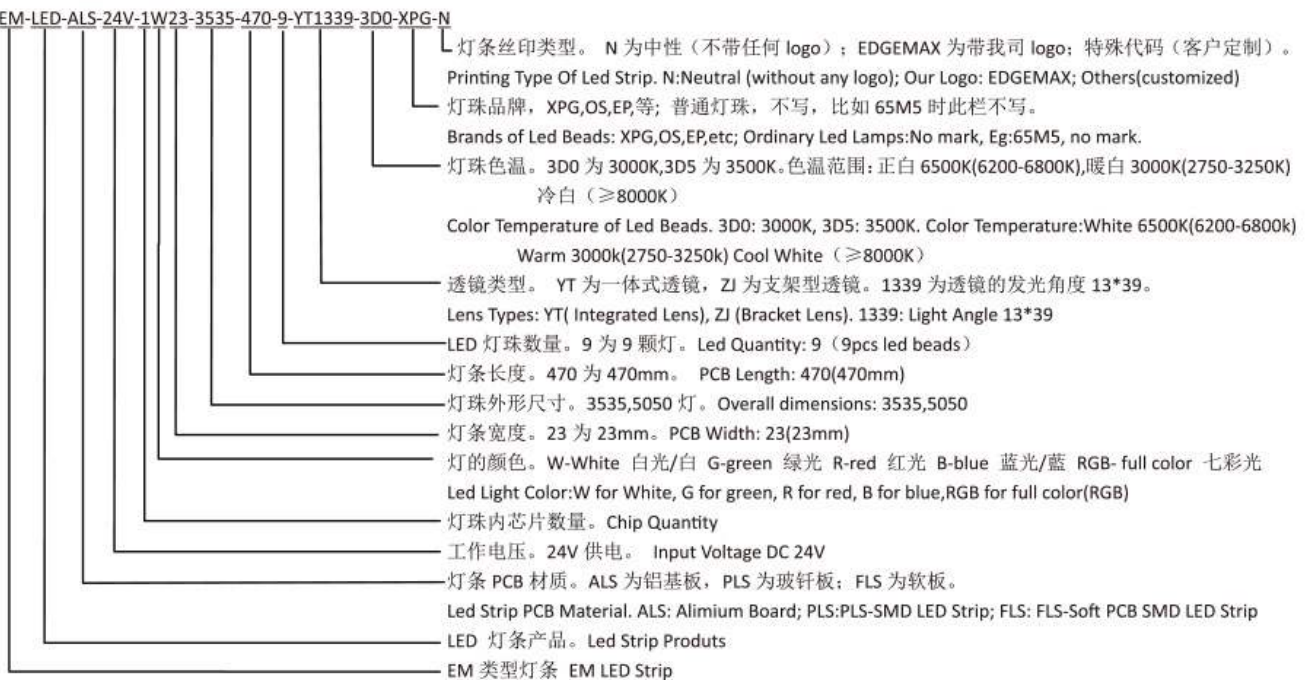 EM-LED-ALS-24V-1W23-3535-470-9-YT1339-3D0-XPG-N
灯条丝印类型。 N 为中性（不带任何 logo）；EDGEMAX 为带我司 logo；特殊代码（客户定制）。
Printing Type Of Led Strip. N:Neutral (without any logo); Our Logo: EDGEMAX; Others(customized)
灯珠品牌，XPG,OS,EP,等; 普通灯珠，不写，比如 65M5 时此栏不写。
Brands of Led Beads: XPG,OS,EP,etc; Ordinary Led Lamps:No mark, Eg:65M5, no mark.
灯珠色温。3D0 为 3000K,3D5 为 3500K。色温范围：正白 6500K(6200-6800K),暖白 3000K(2750-3250K)
冷白（≥8000K）
Color Temperature of Led Beads. 3D0: 3000K, 3D5: 3500K. Color Temperature:White 6500K(6200-6800k)
Warm 3000k(2750-3250k) Cool White（≥8000K）
透镜类型。 YT 为一体式透镜，ZJ 为支架型透镜。1339 为透镜的发光角度 13*39。
Lens Types: YT( Integrated Lens), ZJ (Bracket Lens). 1339: Light Angle 13*39
LED 灯珠数量。9 为 9 颗灯。Led Quantity: 9（9pcs led beads）
灯条长度。470 为 470mm。 PCB Length: 470(470mm)
灯珠外形尺寸。3535,5050 灯。Overall dimensions: 3535,5050
灯条宽度。23 为 23mm。PCB Width: 23(23mm)
灯的颜色。W-White 白光/白 G-green 绿光 R-red 红光 B-blue 蓝光/藍 RGB- full color 七彩光
Led Light Color:W for White, G for green, R for red, B for blue,RGB for full color(RGB)
灯珠内芯片数量。Chip Quantity
工作电压。24V 供电。 Input Voltage DC 24V
灯条 PCB 材质。ALS 为铝基板，PLS 为玻钎板；FLS 为软板。
Led Strip PCB Material. ALS: Alimium Board; PLS:PLS-SMD LED Strip; FLS: FLS-Soft PCB SMD LED Strip
LED 灯条产品。Led Strip Produts
EM 类型灯条 EM LED Strip